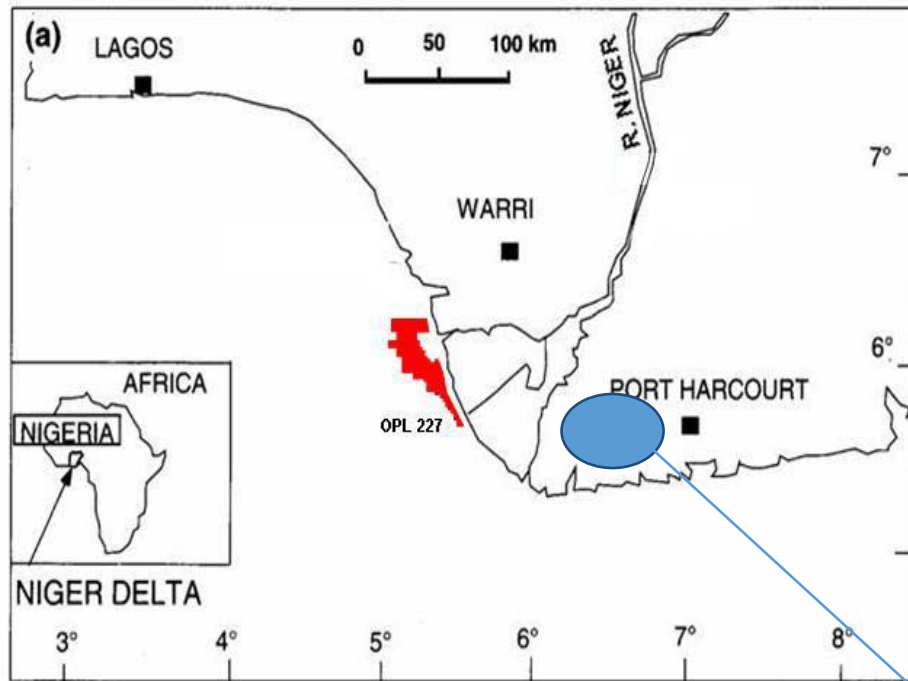 (a)
LAGOS
0 50 100 km
R. NIGER
7°
WARRI
6°
AFRICA
PORT HARCOURT
NIGERIA
OPL 227
NIGER DELTA
3° 4° 5° 6° 7° 8°